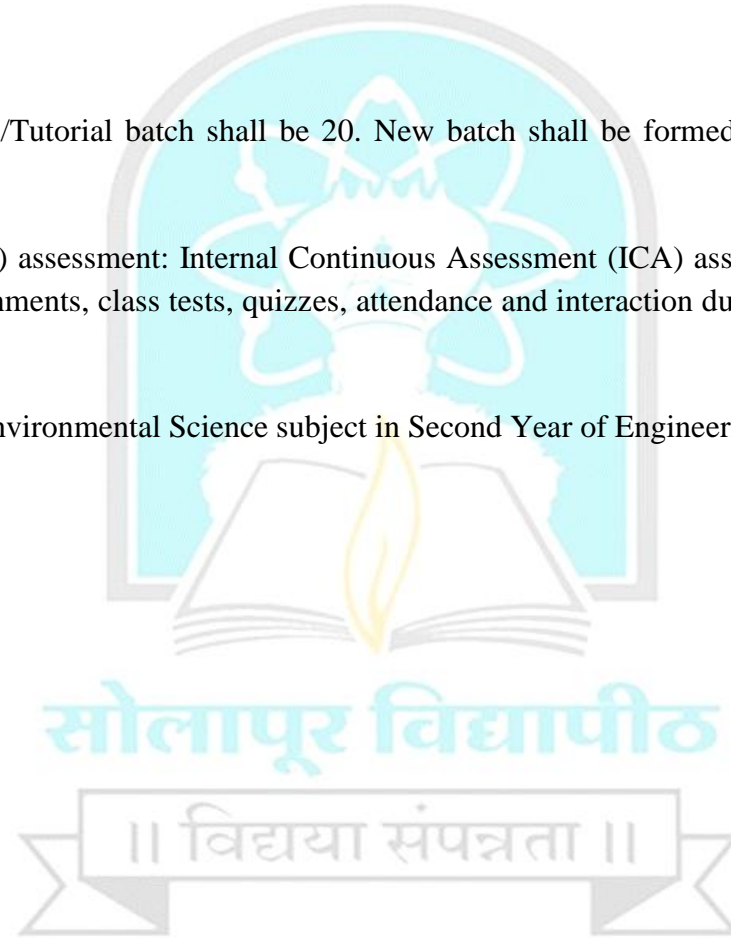 /Tutorial batch shall be 20. New batch shall be formed
) assessment: Internal Continuous Assessment (ICA) ass
nments, class tests, quizzes, attendance and interaction du
nvironmental Science subject in Second Year of Engineer
सोलापूर विद्यापीठ
|| विद्यया संपन्नता ||